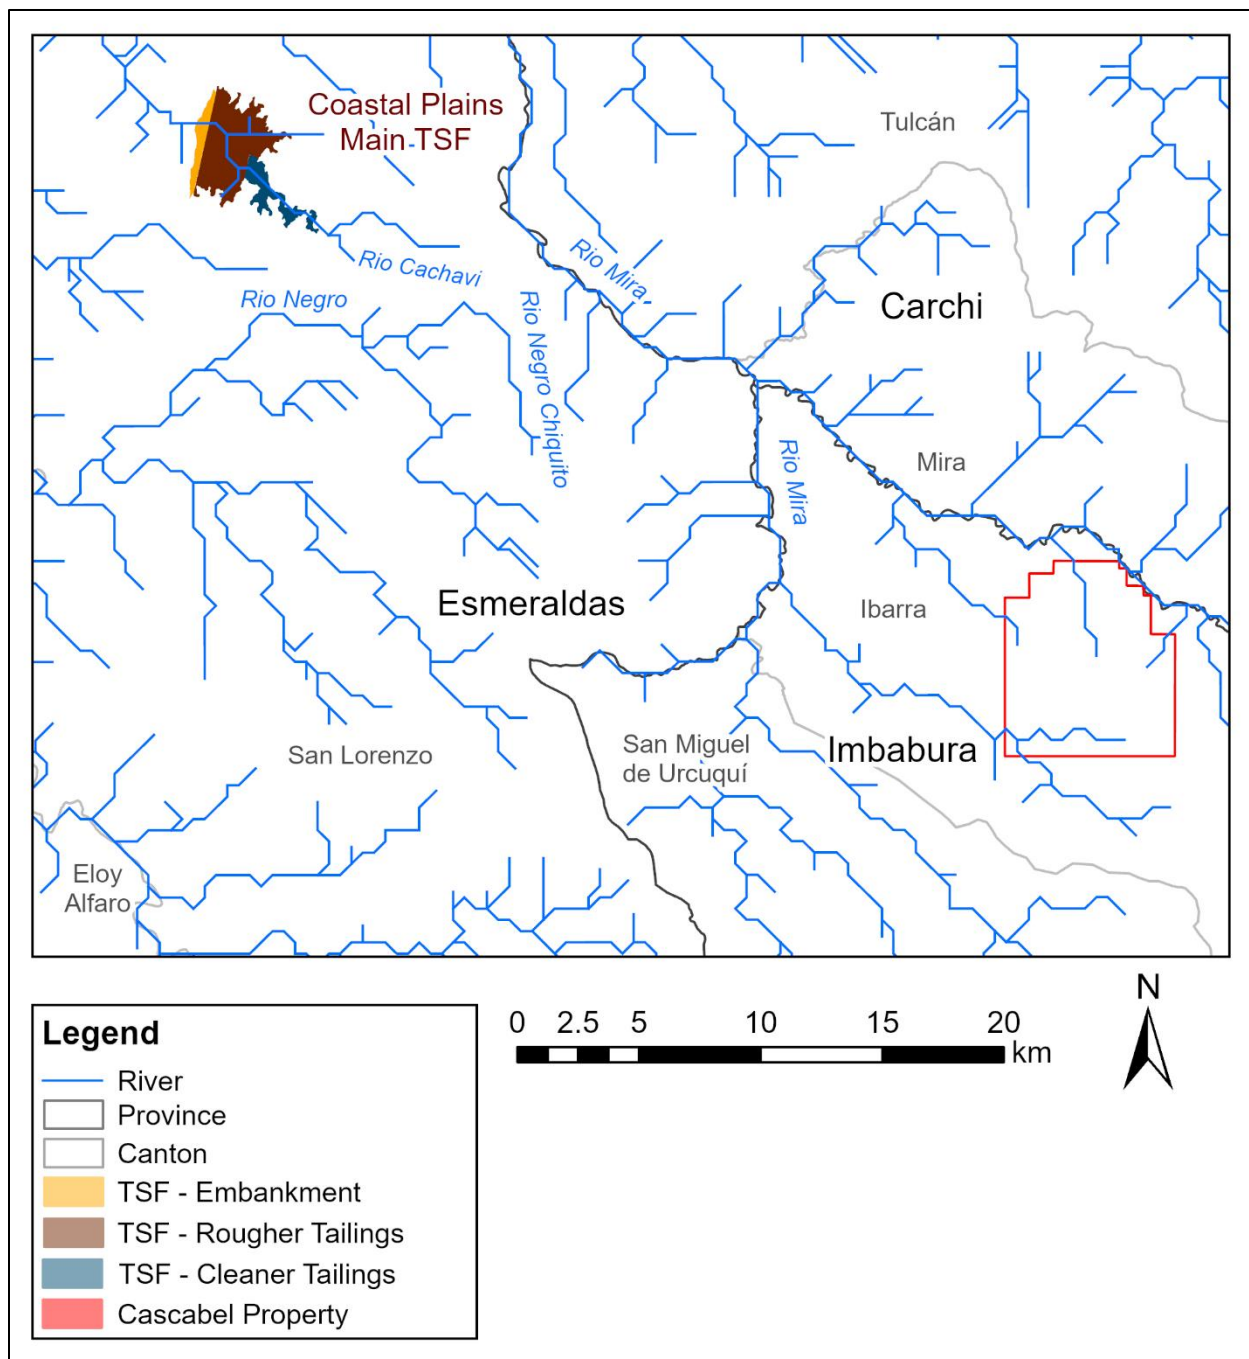 Coastal Plains
Main TSF
Tulcán
Rio Mira
Rio Cachavi
Rio Negro
Carchi
Rio Negro Chiquito
Mira
Rio Mira
Esmeraldas
Ibarra
San Lorenzo
San Miguel
de Urcuquí
Imbabura
Eloy
Alfaro
N
0 2.5 5 10 15 20
km
Legend
River
Province
Canton
TSF - Embankment
TSF - Rougher Tailings
TSF - Cleaner Tailings
Cascabel Property